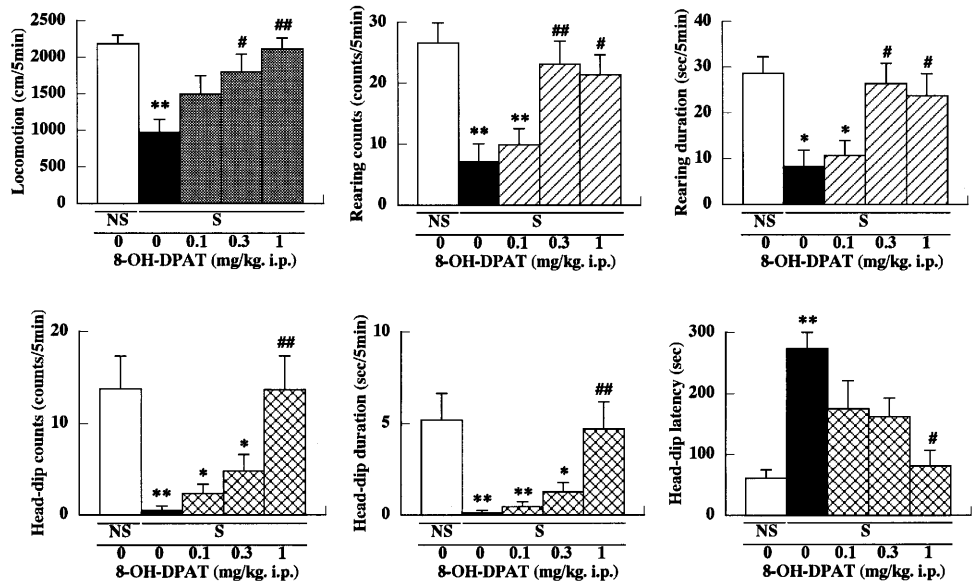 Locomotion (cm/5min)
2500
2000
1500
1000
500
0
**
#
##
NS
S
0 0 0.1 0.3 1
8-OH-DPAT (mg/kg. i.p.)
Rearing counts (counts/5min)
30
20
10
0
**
**
##
#
NS
S
0 0 0.1 0.3 1
8-OH-DPAT (mg/kg. i.p.)
Rearing duration (sec/5min)
40
30
20
10
0
*
*
#
#
NS
S
0 0 0.1 0.3 1
8-OH-DPAT (mg/kg. i.p.)
Head-dip counts (counts/5min)
20
10
0
**
*
*
##
NS
S
0 0 0.1 0.3 1
8-OH-DPAT (mg/kg. i.p.)
Head-dip duration (sec/5min)
10
5
0
**
**
*
##
NS
S
0 0 0.1 0.3 1
8-OH-DPAT (mg/kg. i.p.)
Head-dip latency (sec)
300
200
100
0
**
#
NS
S
0 0 0.1 0.3 1
8-OH-DPAT (mg/kg. i.p.)